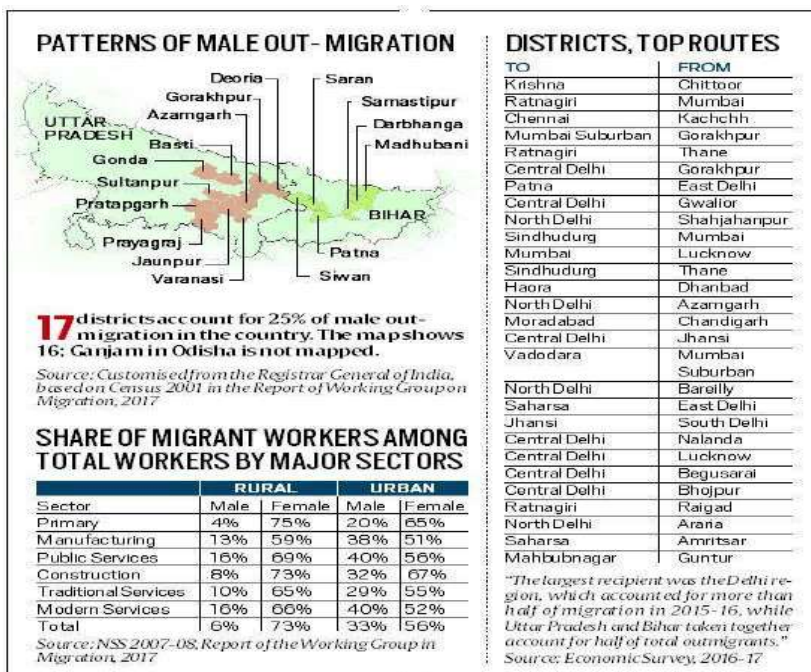 PATTERNS OF MALE OUT- MIGRATION
Deoria
Saran
Gorakhpur
Samastipur
Azamgarh
Darbhanga
UTTAR
PRADESH
Basti
Madhubani
Gonda
Sultanpur
Pratapgarh
BIHAR
Prayagraj
Patna
Jaunpur
Siwan
Varanasi
17 districts account for 25% of male out-
migration in the country. The map shows
16; Ganjam in Odisha is not mapped.
Source: Customised from the Registrar General of India,
based on Census 2001 in the Report of Working Group on
Migration, 2017
SHARE OF MIGRANT WORKERS AMONG
TOTAL WORKERS BY MAJOR SECTORS
RURAL URBAN
Sector Male Female Male Female
Primary 4% 75% 20% 65%
Manufacturing 13% 59% 38% 51%
Public Services 16% 69% 40% 56%
Construction 8% 73% 32% 67%
Traditional Services 10% 65% 29% 55%
Modern Services 16% 66% 40% 52%
Total 6% 73% 33% 56%
Source: NSS 2007-08, Report of the Working Group in
Migration, 2017
DISTRICTS, TOP ROUTES
TO FROM
Krishna Chittoor
Ratnagiri Mumbai
Chennai Kachchh
Mumbai Suburban Gorakhpur
Ratnagiri Thane
Central Delhi Gorakhpur
Patna East Delhi
Central Delhi Gwalior
North Delhi Shahjahanpur
Sindhudurg Mumbai
Mumbai Lucknow
Sindhudurg Thane
Haora Dhanbad
North Delhi Azamgarh
Moradabad Chandigarh
Central Delhi Jhansi
Vadodara Mumbai
Suburban
North Delhi Bareilly
Saharsa East Delhi
Jhansi South Delhi
Central Delhi Nalanda
Central Delhi Lucknow
Central Delhi Begusarai
Central Delhi Bhojpur
Ratnagiri Raigad
North Delhi Araria
Saharsa Amritsar
Mahbubnagar Guntur
"The largest recipient was the Delhi re-
gion, which accounted for more than
half of migration in 2015-16, while
Uttar Pradesh and Bihar taken together
account for half of total outmigrants."
Source: Economic Survey, 2016-17